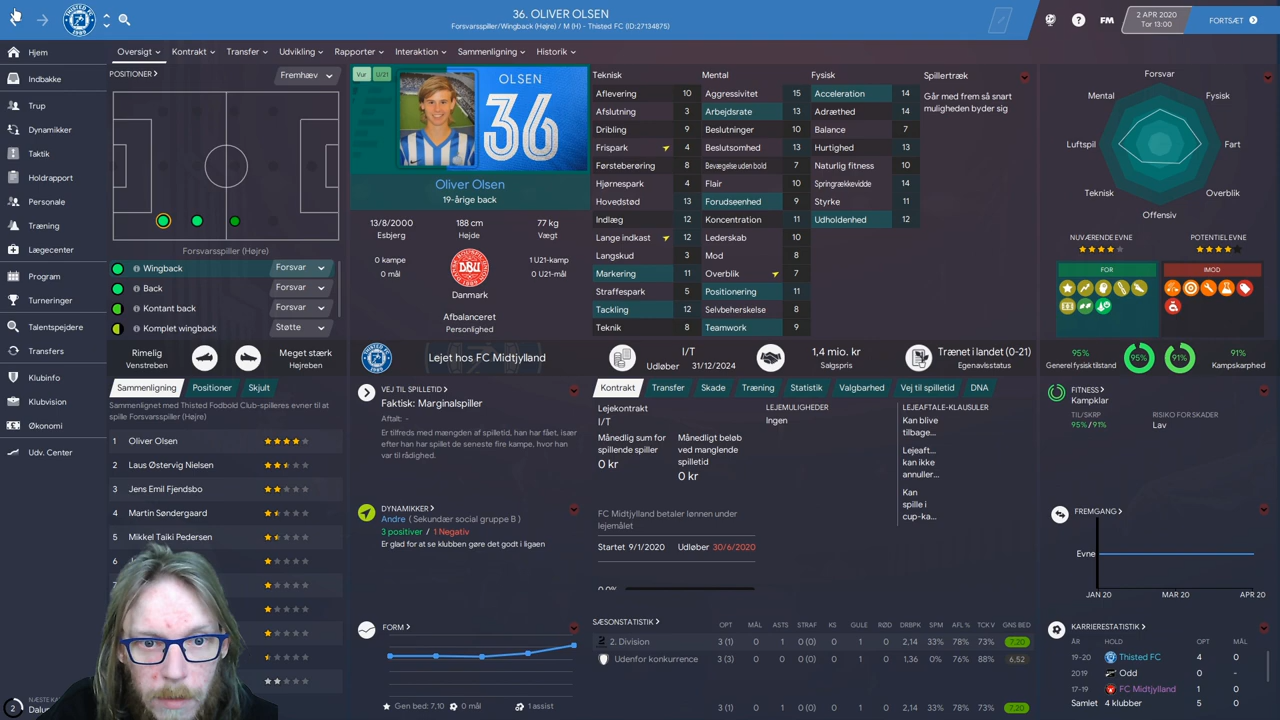 36. OLIVER OLSEN
Forsvarsspiller/Wingback (Højre) / M (H) - Thisted FC (ID:27134875)
FM
2 APR 2020
Tor 13:00
FORTSÆT
Hjem
Indbakke
Trup
Dynamikker
Taktik
Holdrapport
Personale
Træning
Lægecenter
Program
Turneringer
Talentspejdere
Transfers
Klubinfo
Klubvision
Økonomi
Udv. Center
2
Oversigt
Kontrakt
Transfer
Udvikling
Rapporter
Interaktion
Sammenligning
Historik
POSITIONER
Fremhæv
Forsvarsspiller (Højre)
Wingback Forsvar
Back Forsvar
Kontant back Forsvar
Komplet wingback Støtte
Vur U/21
OLSEN
36
Oliver Olsen
19-årige back
13/8/2000 188 cm 77 kg
Esbjerg Højde Vægt
0 kampe 1 U21-kamp
0 mål 0 U21-mål
DBU
Danmark
Afbalanceret
Personlighed
Teknisk
Aflevering 10
Afslutning 3
Dribling 9
Frispark 4
Førsteberøring 8
Hjørnespark 4
Hovedstød 13
Indlæg 12
Lange indkast 12
Langskud 3
Markering 11
Straffespark 5
Tackling 12
Teknik 8
Mental
Aggressivitet 15
Arbejdsrate 13
Beslutninger 10
Beslutsomhed 13
Bevægelse uden bold 7
Flair 10
Forudseenhed 9
Koncentration 11
Lederskab 10
Mod 8
Overblik 7
Positionering 11
Selvbeherskelse 8
Teamwork 9
Fysisk
Acceleration 14
Adræthed 14
Balance 7
Hurtighed 13
Naturlig fitness 10
Springrækkevidde 14
Styrke 11
Udholdenhed 12
Spillertræk
Går med frem så snart
muligheden byder sig
Forsvar
Mental Fysisk
Luftspil Fart
Teknisk Overblik
Offensiv
NUVÆRENDE EVNE POTENTIEL EVNE
FOR IMOD
Rimelig
Venstreben
Meget stærk
Højreben
Lejet hos FC Midtjylland
I/T
Udløber 31/12/2024
1,4 mio. kr
Salgspris
Trænet i landet (0-21)
Egenavlsstatus
95%
Generel fysisk tilstand
95%
91%
91%
Kampskarphed
Sammenligning
Positioner
Skjult
Sammenlignet med Thisted Fodbold Club-spilleres evner til at
spille Forsvarsspiller (Højre)
1 Oliver Olsen
2 Laus Østervig Nielsen
3 Jens Emil Fjendsbo
4 Martin Søndergaard
5 Mikkel Taiki Pedersen
6
VEJ TIL SPILLETID
Faktisk: Marginalspiller
Aftalt: -
Er tilfreds med mængden af spilletid, han har fået, især
efter han har spillet de seneste fire kampe, hvor han
var til rådighed.
DYNAMIKKER
Andre ( Sekundær social gruppe B )
3 positiver / 1 Negativ
Er glad for at se klubben gøre det godt i ligaen
FORM
Gen bed: 7,10 0 mål 1 assist
Kontrakt
Transfer
Skade
Træning
Statistik
Valgbarhed
Vej til spilletid
DNA
Lejekontrakt
I/T
Månedlig sum for
spillende spiller
0 kr
Månedligt beløb
ved manglende
spilletid
0 kr
LEJEMULIGHEDER
Ingen
LEJEAFTALE-KLAUSULER
Kan blive
tilbage...
Lejeaft...
kan ikke
annuller...
Kan
spille i
cup-ka...
FC Midtjylland betaler lønnen under
lejemålet
Startet 9/1/2020 Udløber 30/6/2020
0,0%
SÆSONSTATISTIK OPT MÅL ASTS STRAF KS GULE RØD DRBPK SPM AFL % TCK V GNS BED
2. Division 3 (1) 0 1 0 (0) 0 1 0 2,14 33% 78% 73% 7,20
Udenfor konkurrence 3 (3) 0 0 0 (0) 0 0 0 1,36 0% 76% 88% 6,52
3 (1) 0 1 0 (0) 0 1 0 2,14 33% 78% 73% 7,20
FITNESS
Kampklar
TIL/SKRP
95% / 91%
RISIKO FOR SKADER
Lav
FREMGANG
Evne
JAN 20 MAR 20 APR 20
KARRIERESTATISTIK
ÅR HOLD OPT MÅL
19-20 Thisted FC 4 0
2019 Odd 0 -
17-19 FC Midtjylland 1 0
Samlet 4 klubber 5 0